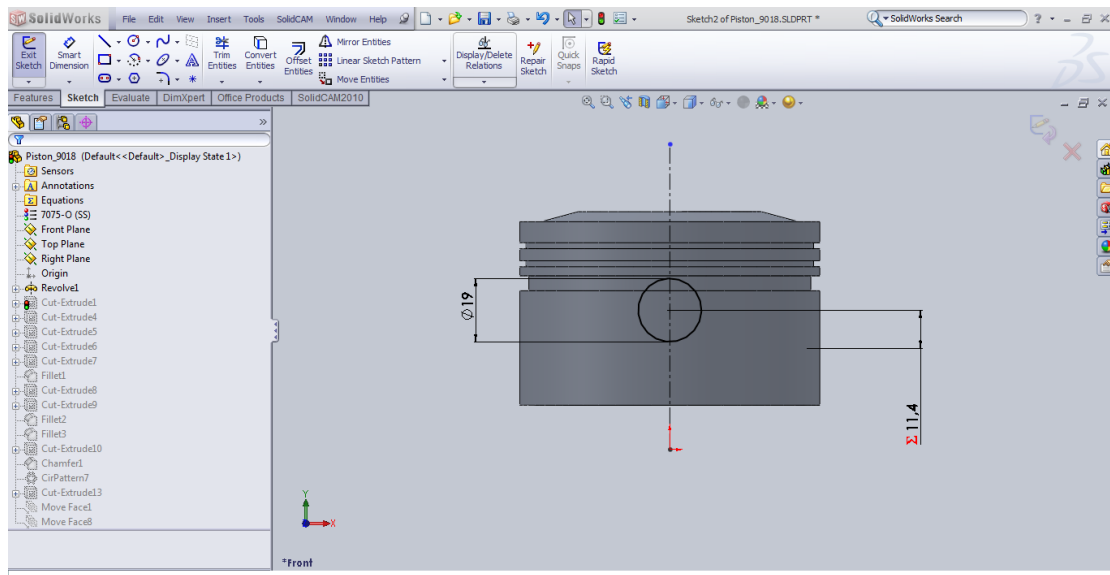 SolidWorks File Edit View Insert Tools SolidCAM Window Help Sketch2 of Piston_9018.SLDPRT * SolidWorks Search ?
Exit Sketch
Smart Dimension
Trim Entities
Convert Entities
Offset Entities
Mirror Entities
Linear Sketch Pattern
Move Entities
Display/Delete Relations
Repair Sketch
Quick Snaps
Rapid Sketch
Features Sketch Evaluate DimXpert Office Products SolidCAM2010
Piston_9018 (Default<<Default>_Display State 1>)
Sensors
Annotations
Equations
7075-O (SS)
Front Plane
Top Plane
Right Plane
Origin
Revolve1
Cut-Extrude1
Cut-Extrude4
Cut-Extrude5
Cut-Extrude6
Cut-Extrude7
Fillet1
Cut-Extrude8
Cut-Extrude9
Fillet2
Fillet3
Cut-Extrude10
Chamfer1
CirPattern7
Cut-Extrude13
Move Face1
Move Face8
∅19
Σ11,4
Y
X
*Front